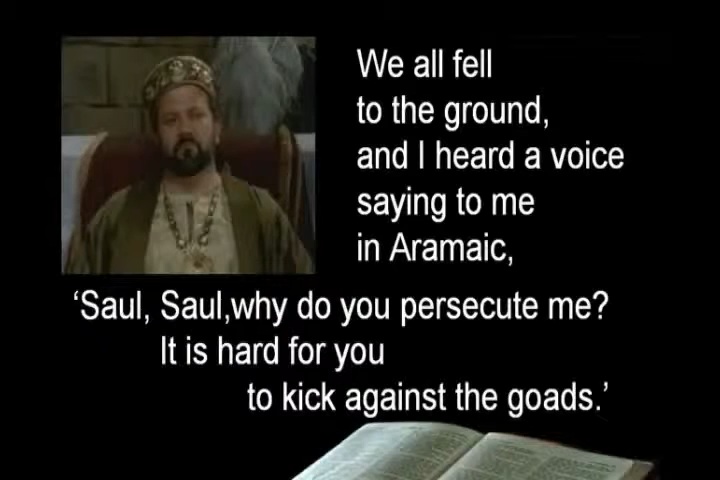 We all fell
to the ground,
and I heard a voice
saying to me
in Aramaic,
‘Saul, Saul,why do you persecute me?
It is hard for you
to kick against the goads.’